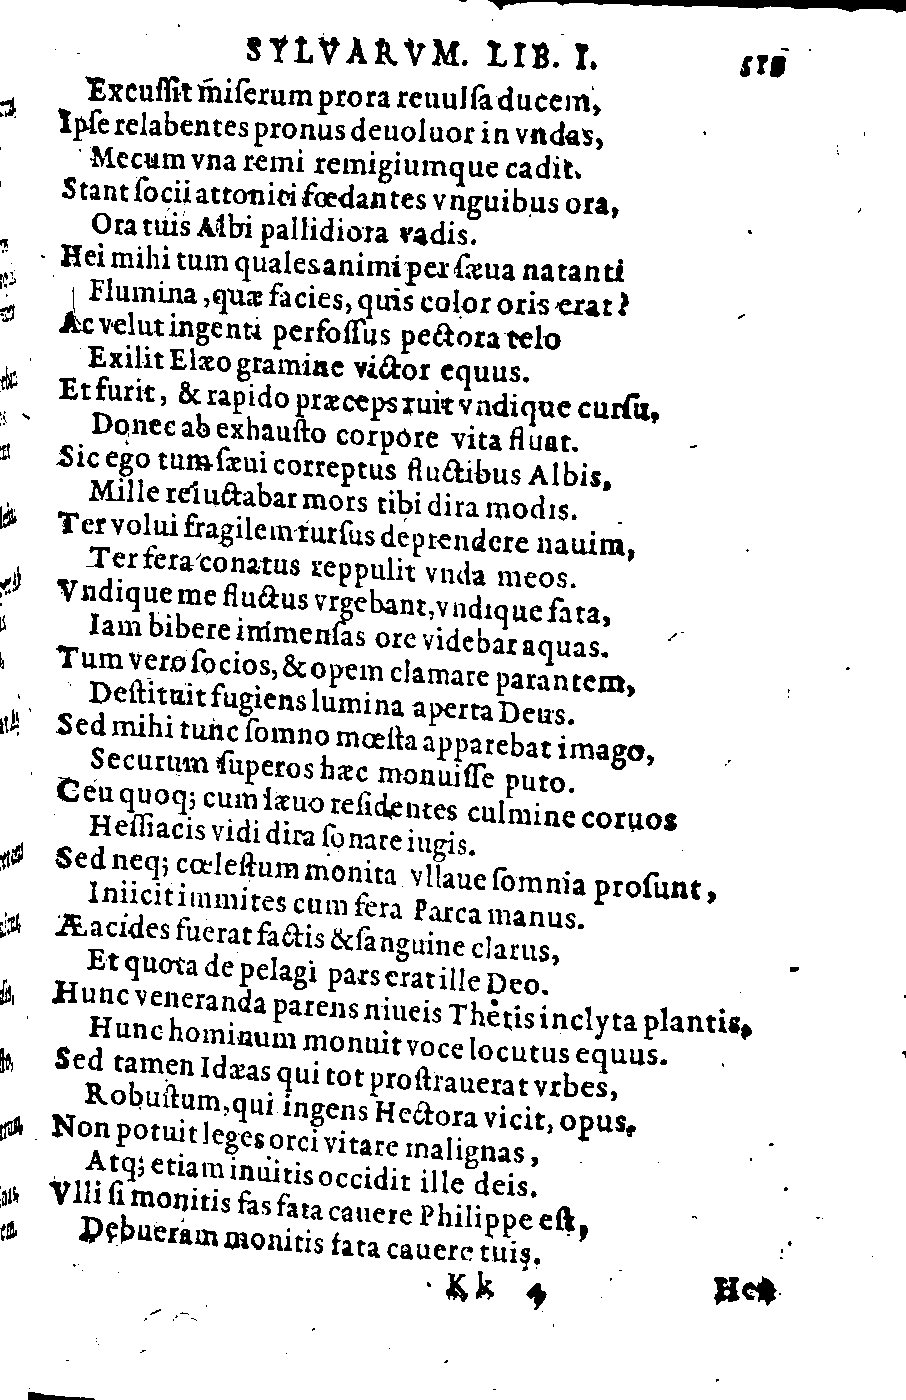 SYLVARVM. LIB. I.
Excuſſit miſerum prora reuulſa ducem,
Ipſe relabentes pronus deuoluor in vndas,
Mecum vna remi remigiumque cadit.
Stant ſocii attoniti fœdantes vnguibus ora,
Ora tuis Albi pallidiora vadis.
Hei mihi tum quales animi per ſæua natanti
Flumina, quæ facies, quis color oris erat?
Ac velut ingenti perfoſſus pectora telo
Exilit Elæo gramine victor equus.
Et furit, & rapido præceps ruit vndique curſu,
Donec ab exhauſto corpore vita fluat.
Sic ego tum ſæui correptus fluctibus Albis,
Mille reluctabar mors tibi dira modis.
Ter volui fragilem rurſus deprendere nauim,
Ter fera conatus reppulit vnda meos.
Vndique me fluctus vrgebant, vndique fata,
Iam bibere immenſas ore videbar aquas.
Tum vero ſocios, & opem clamare parantem,
Deſtituit fugiens lumina aperta Deus.
Sed mihi tunc ſomno mœſta apparebat imago,
Securum ſuperos hæc monuiſſe puto.
Ceu quoq; cum læuo reſidentes culmine coruos
Heſſiacis vidi dira ſonare iugis.
Sed neq; cœleſtum monita vllaue ſomnia proſunt,
Iniicit immites cum fera Parca manus.
Æacides fuerat factis & ſanguine clarus,
Et quota de pelagi pars erat ille Deo.
Hunc veneranda parens niueis Thetis inclyta plantis,
Hunc hominum monuit voce locutus equus.
Sed tamen Idæas qui tot proſtrauerat vrbes,
Robuſtum, qui ingens Hectora vicit, opus,
Non potuit leges orci vitare malignas,
Atq; etiam inuitis occidit ille deis.
Vlli ſi monitis fas fata cauere Philippe eſt,
Debueram monitis fata cauere tuis.
Kk 4